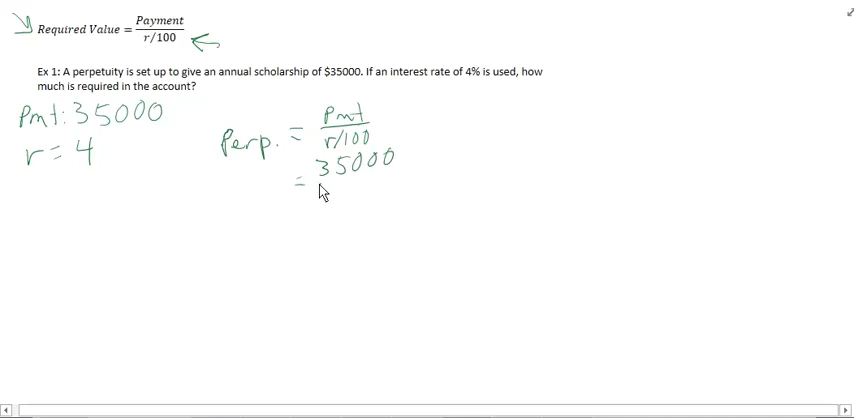 Required Value = Payment / r/100
Ex 1: A perpetuity is set up to give an annual scholarship of $35000. If an interest rate of 4% is used, how
much is required in the account?
Pmt: 35000
r = 4
Perp. = Pmt / r/100
= 35000